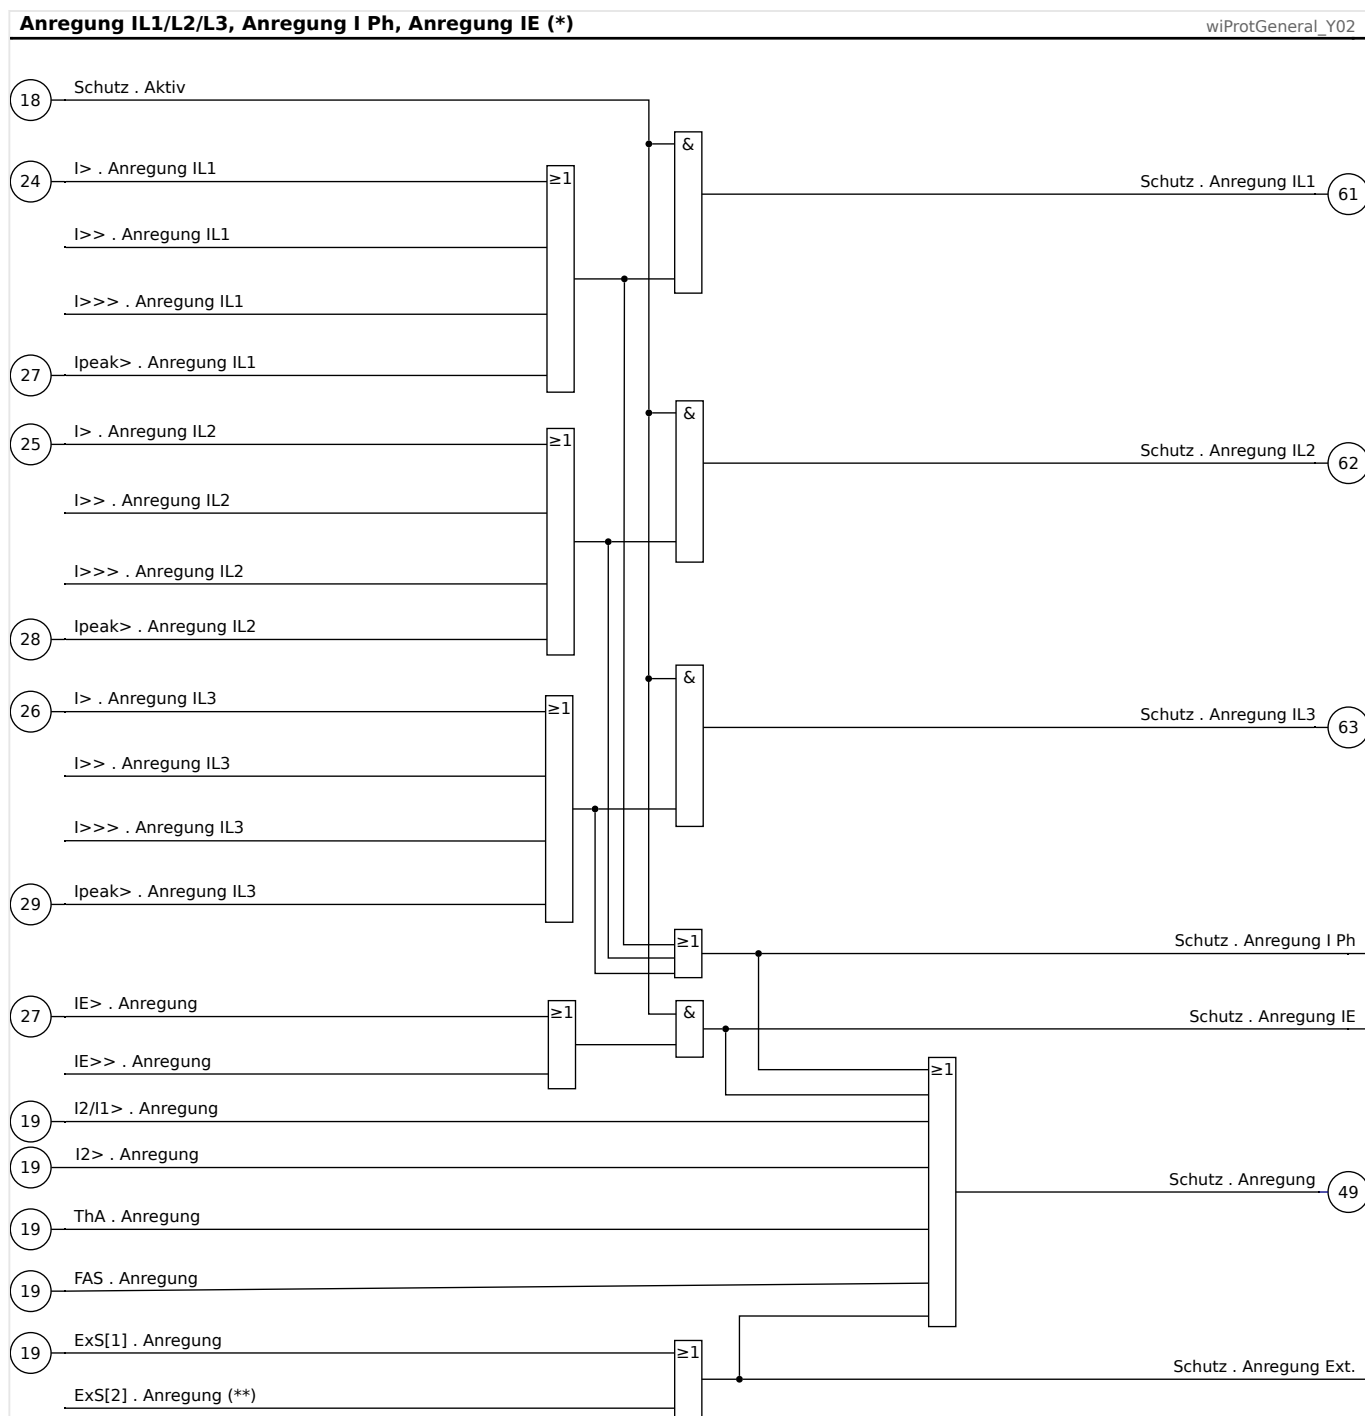 Anregung IL1/L2/L3, Anregung I Ph, Anregung IE (*)
wiProtGeneral_Y02
18 Schutz . Aktiv
&
24 I> . Anregung IL1 ≥1
Schutz . Anregung IL1 61
I>> . Anregung IL1
I>>> . Anregung IL1
27 Ipeak> . Anregung IL1
&
25 I> . Anregung IL2 ≥1
Schutz . Anregung IL2 62
I>> . Anregung IL2
I>>> . Anregung IL2
28 Ipeak> . Anregung IL2
&
26 I> . Anregung IL3 ≥1
Schutz . Anregung IL3 63
I>> . Anregung IL3
I>>> . Anregung IL3
29 Ipeak> . Anregung IL3
≥1 Schutz . Anregung I Ph
27 IE> . Anregung ≥1 & Schutz . Anregung IE
IE>> . Anregung
≥1
19 I2/I1> . Anregung
19 I2> . Anregung
Schutz . Anregung 49
19 ThA . Anregung
19 FAS . Anregung
19 ExS[1] . Anregung ≥1
Schutz . Anregung Ext.
ExS[2] . Anregung (**)